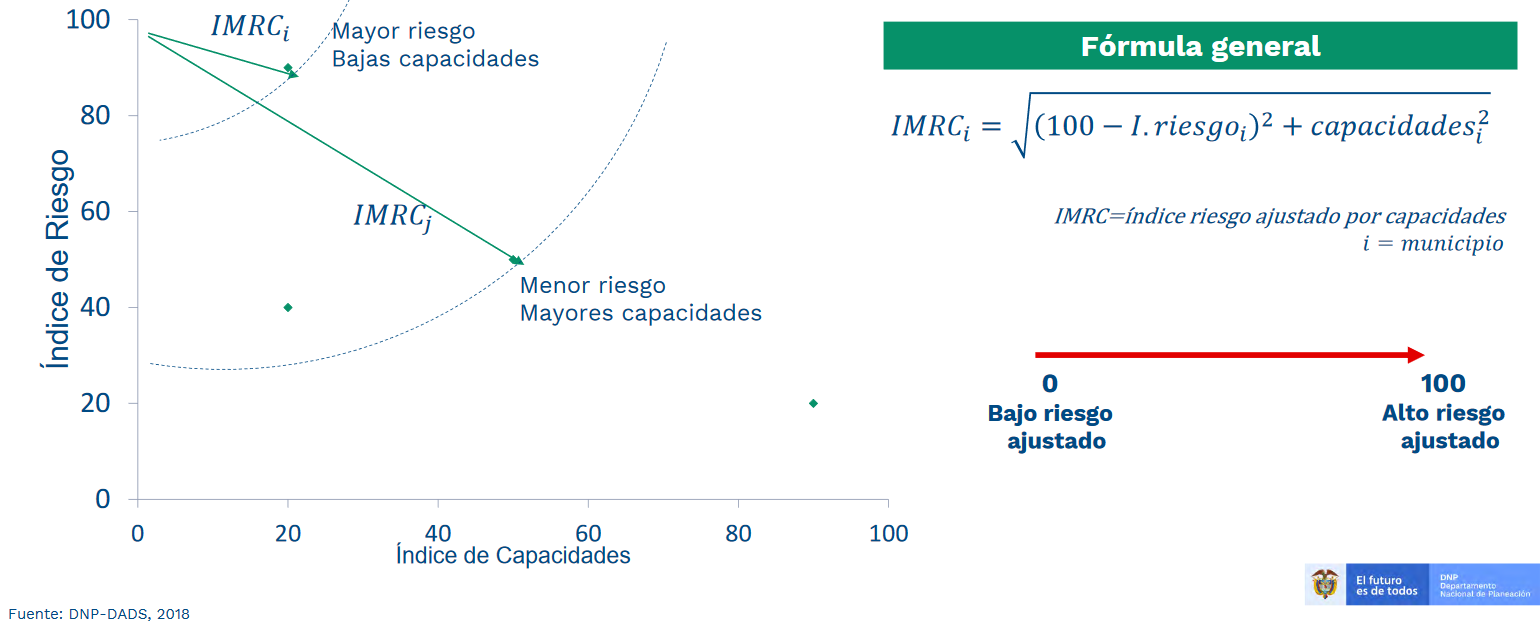 100
80
60
40
20
0
Índice de Riesgo
IMRCᵢ
Mayor riesgo
Bajas capacidades
IMRCⱼ
Menor riesgo
Mayores capacidades
0 20 40 60 80 100
Índice de Capacidades
Fuente: DNP-DADS, 2018
Fórmula general
IMRCᵢ = √(100 − I.riesgoᵢ)² + capacidadesᵢ²
IMRC=índice riesgo ajustado por capacidades
i = municipio
0
Bajo riesgo
ajustado
100
Alto riesgo
ajustado
El futuro
es de todos
DNP
Departamento
Nacional de Planeación